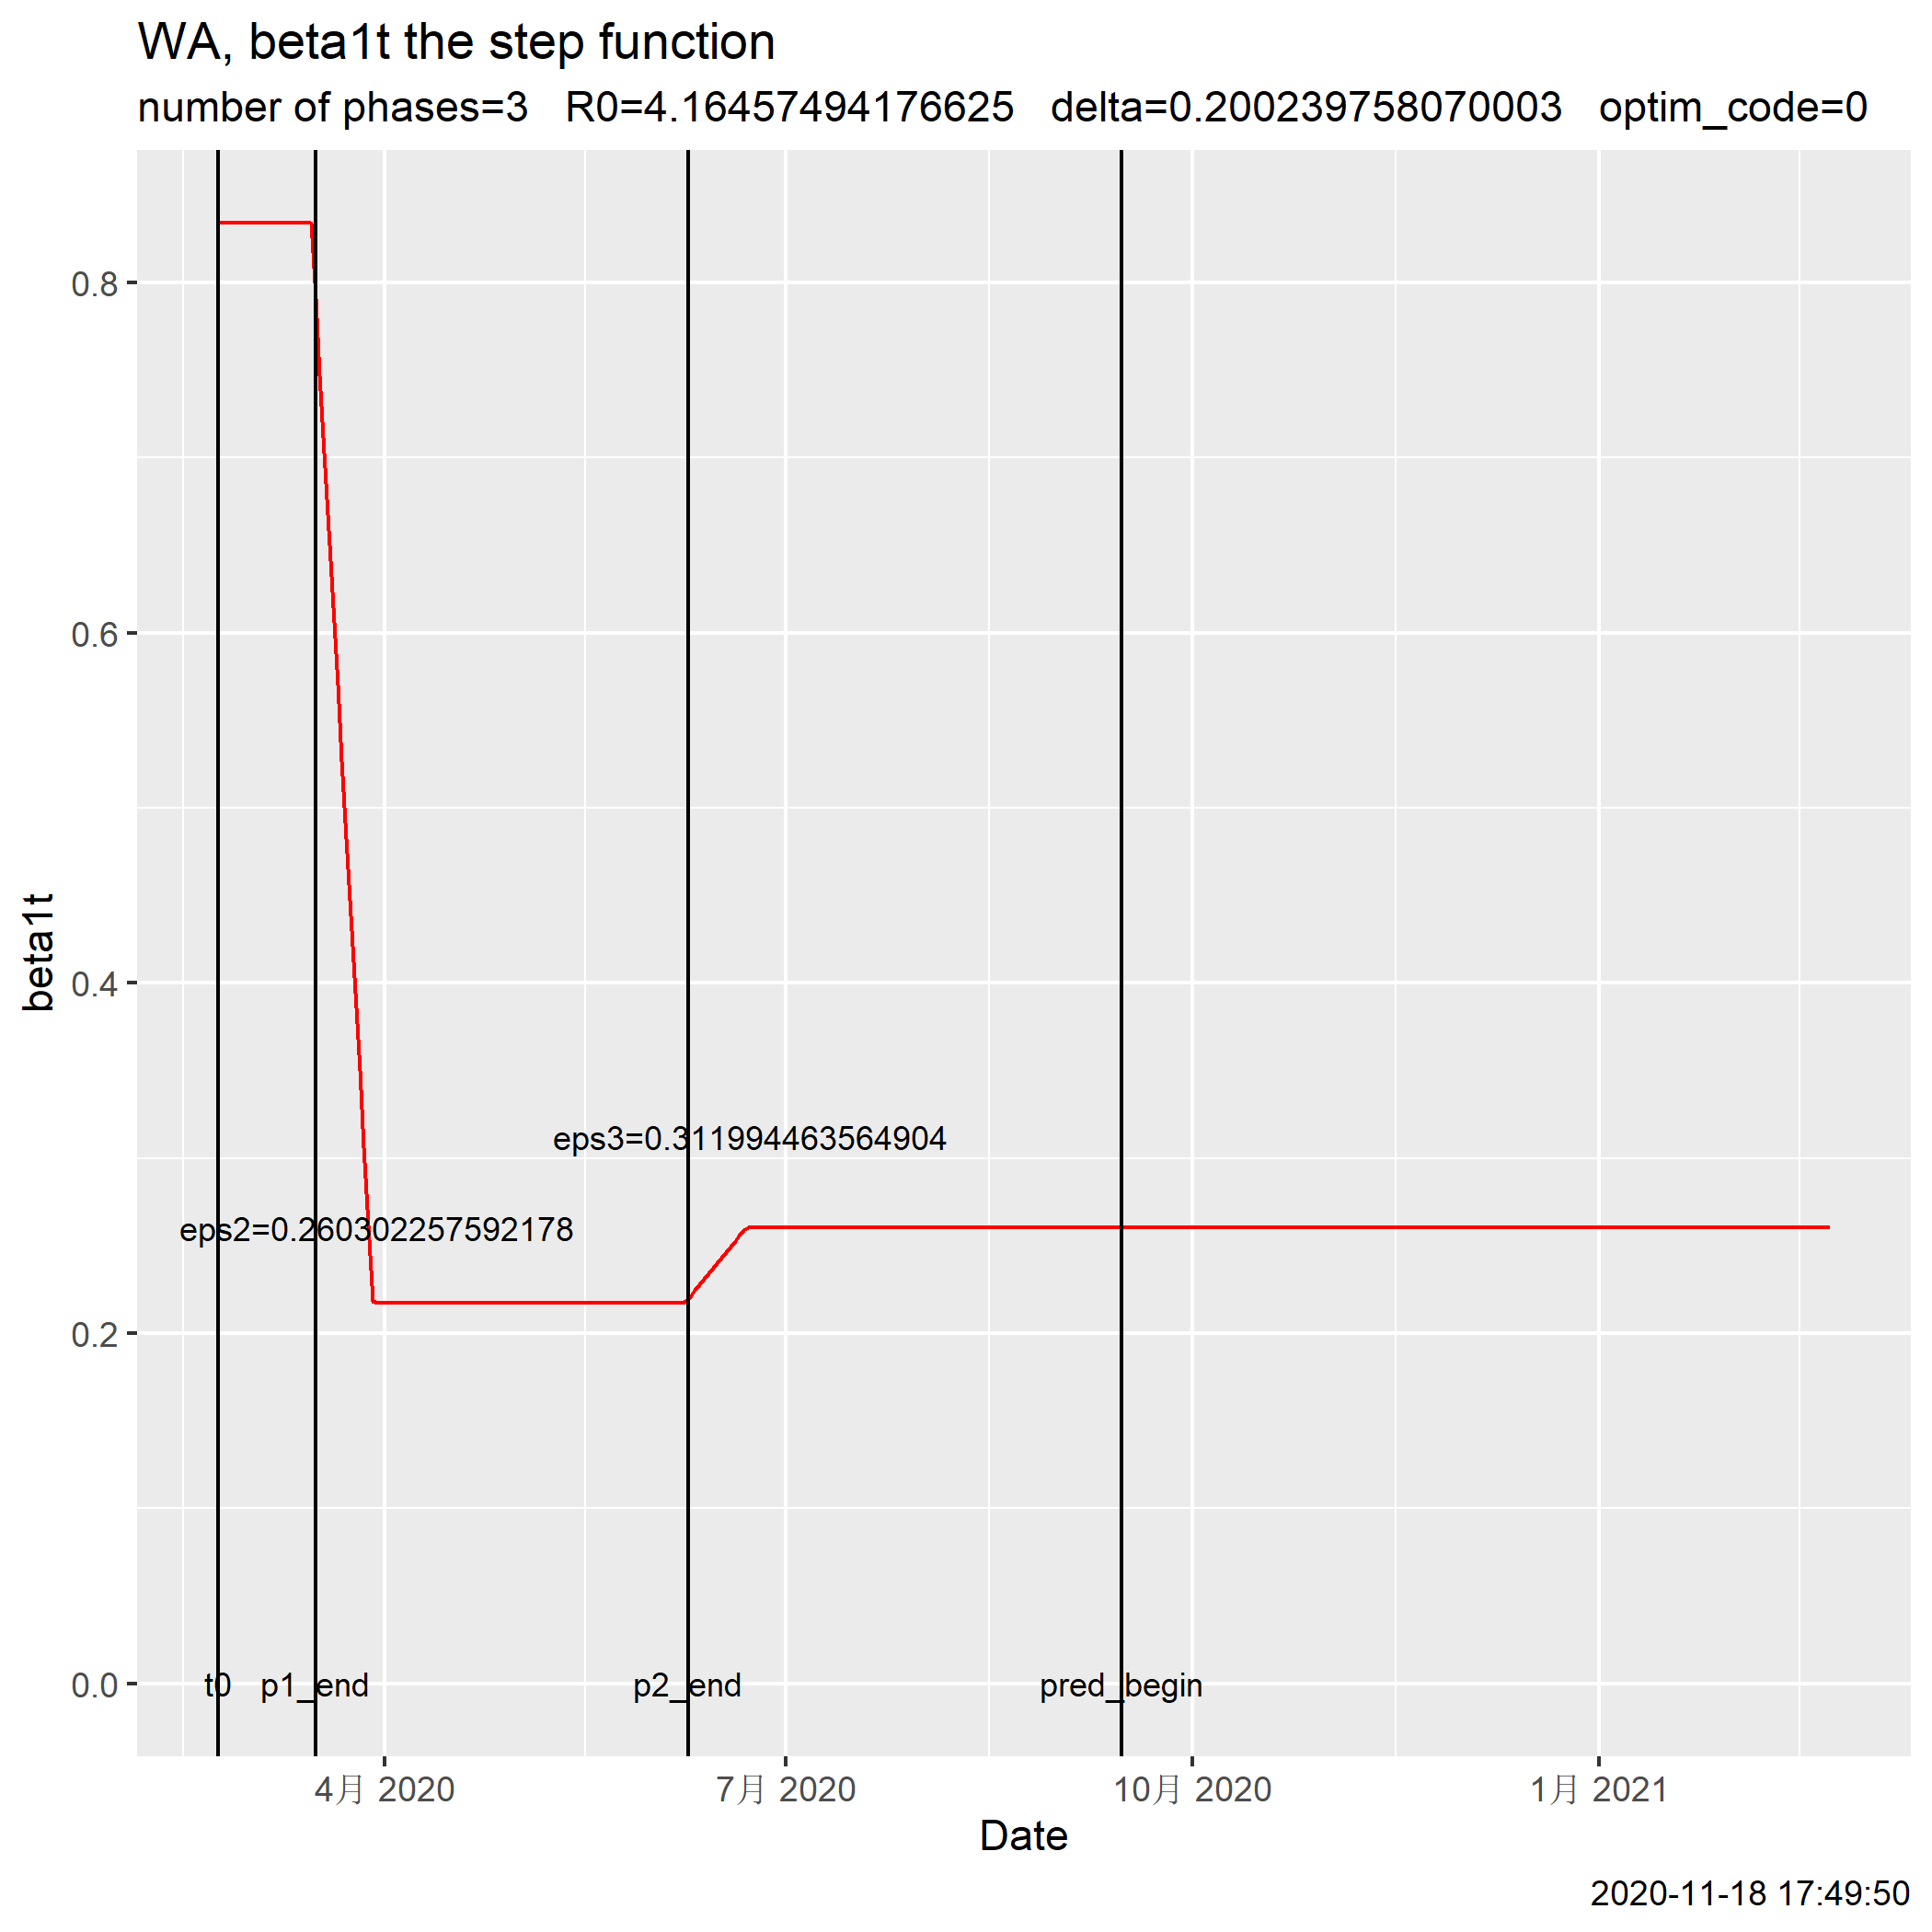 WA, beta1t the step function
number of phases=3 R0=4.16457494176625 delta=0.200239758070003 optim_code=0
0.8
0.6
0.4
0.2
0.0
beta1t
eps3=0.311994463564904
eps2=0.260302257592178
t0 p1_end p2_end pred_begin
4月 2020 7月 2020 10月 2020 1月 2021
Date
2020-11-18 17:49:50